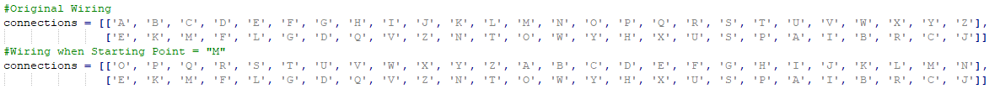 #Original Wiring
connections = [['A', 'B', 'C', 'D', 'E', 'F', 'G', 'H', 'I', 'J', 'K', 'L', 'M', 'N', 'O', 'P', 'Q', 'R', 'S', 'T', 'U', 'V', 'W', 'X', 'Y', 'Z'],
['E', 'K', 'M', 'F', 'L', 'G', 'D', 'Q', 'V', 'Z', 'N', 'T', 'O', 'W', 'Y', 'H', 'X', 'U', 'S', 'P', 'A', 'I', 'B', 'R', 'C', 'J']]
#Wiring when Starting Point = "M"
connections = [['O', 'P', 'Q', 'R', 'S', 'T', 'U', 'V', 'W', 'X', 'Y', 'Z', 'A', 'B', 'C', 'D', 'E', 'F', 'G', 'H', 'I', 'J', 'K', 'L', 'M', 'N'],
['E', 'K', 'M', 'F', 'L', 'G', 'D', 'Q', 'V', 'Z', 'N', 'T', 'O', 'W', 'Y', 'H', 'X', 'U', 'S', 'P', 'A', 'I', 'B', 'R', 'C', 'J']]